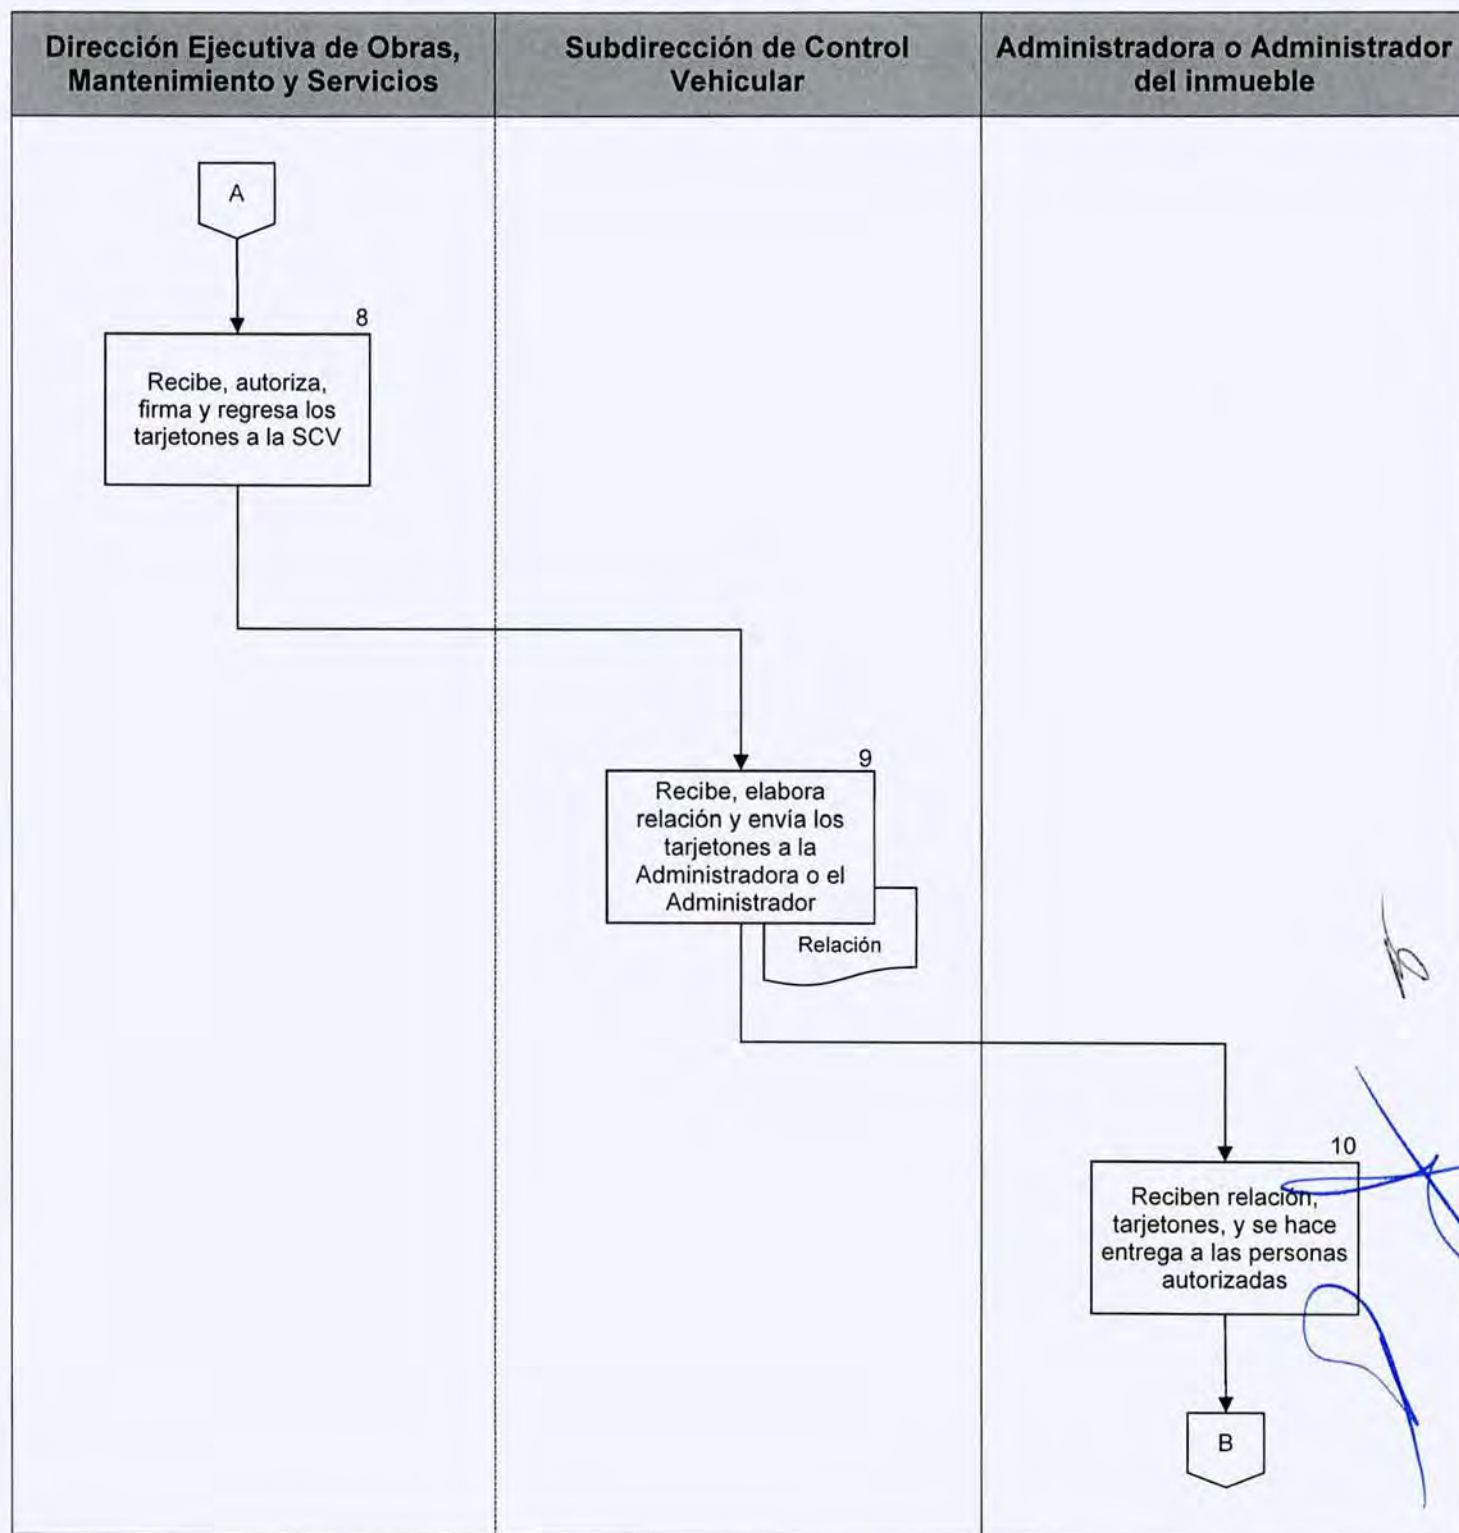 Dirección Ejecutiva de Obras,
Mantenimiento y Servicios
Subdirección de Control
Vehicular
Administradora o Administrador
del inmueble
A
8
Recibe, autoriza,
firma y regresa los
tarjetones a la SCV
9
Recibe, elabora
relación y envía los
tarjetones a la
Administradora o el
Administrador
Relación
10
Reciben relación,
tarjetones, y se hace
entrega a las personas
autorizadas
B